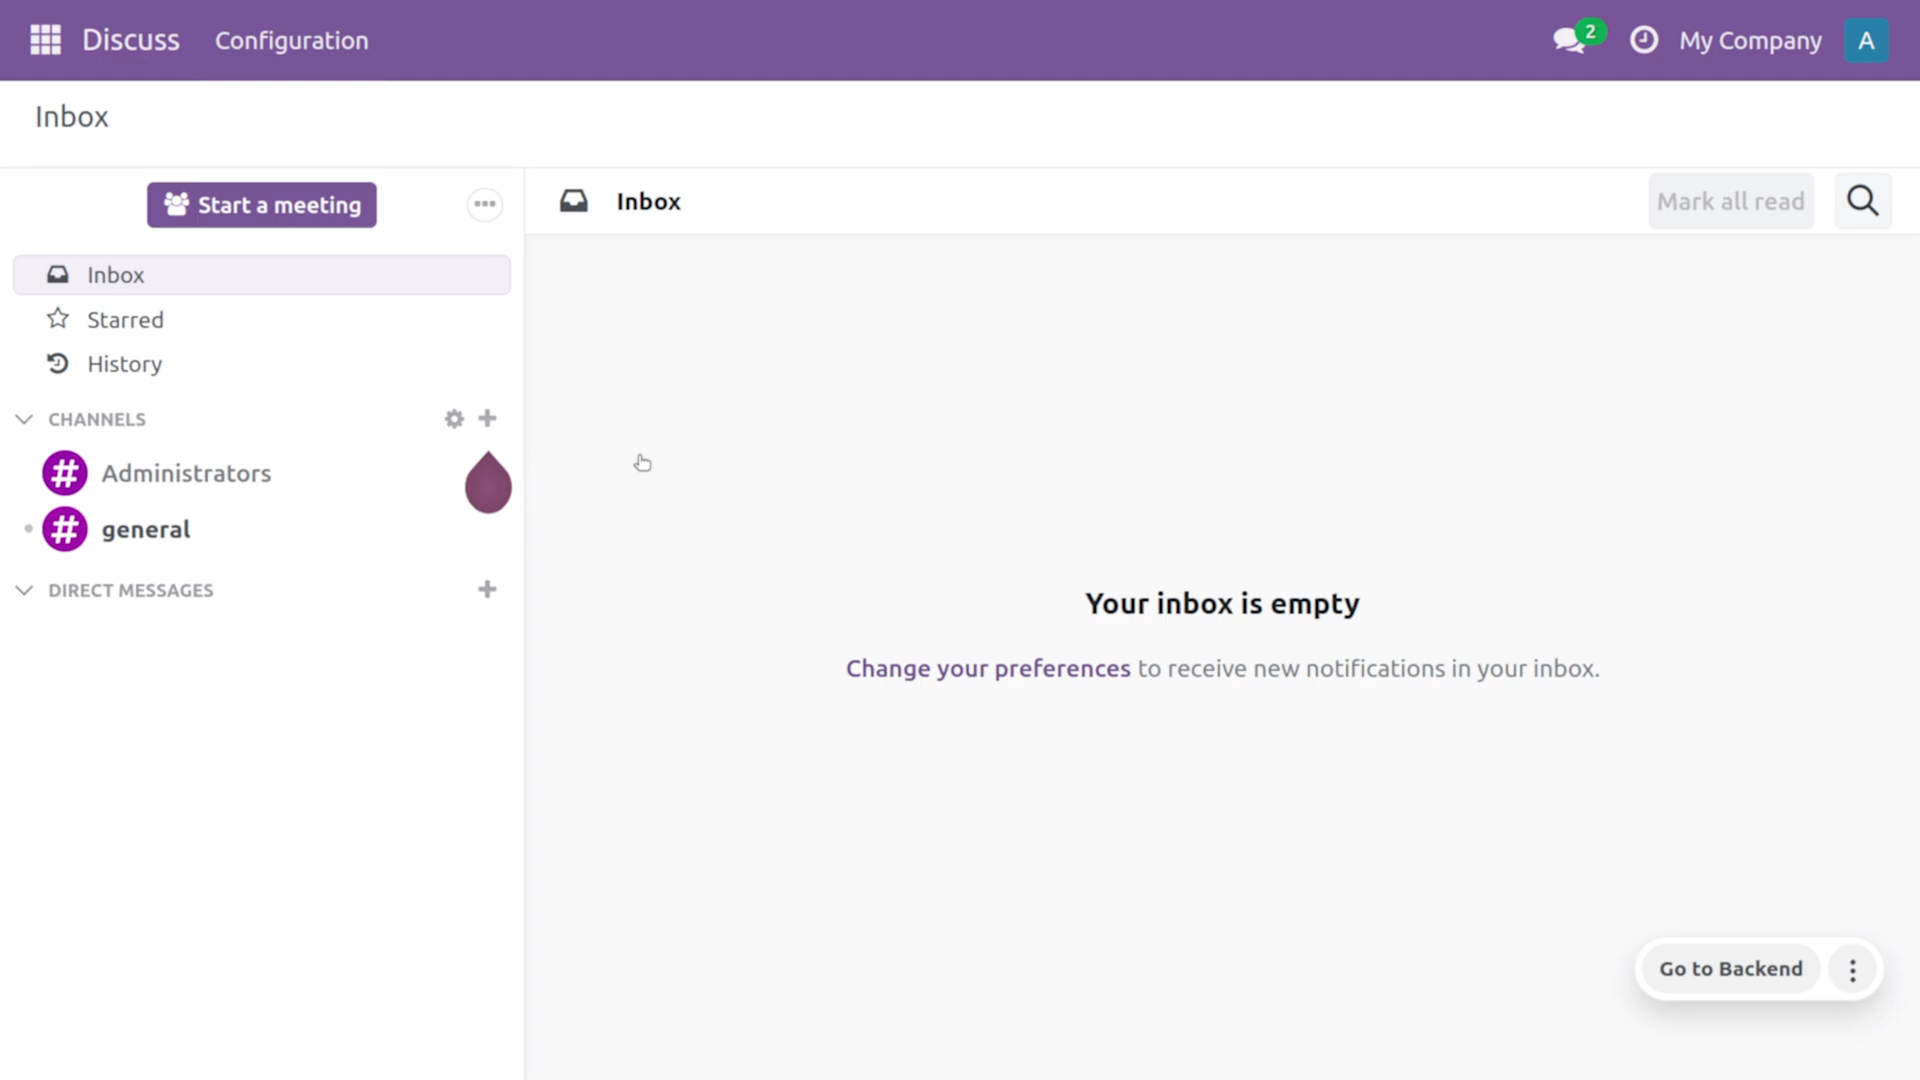 Discuss Configuration 2 My Company A
Inbox
Start a meeting
Inbox Mark all read
Inbox
Starred
History
CHANNELS
Administrators
general
DIRECT MESSAGES
Your inbox is empty
Change your preferences to receive new notifications in your inbox.
Go to Backend